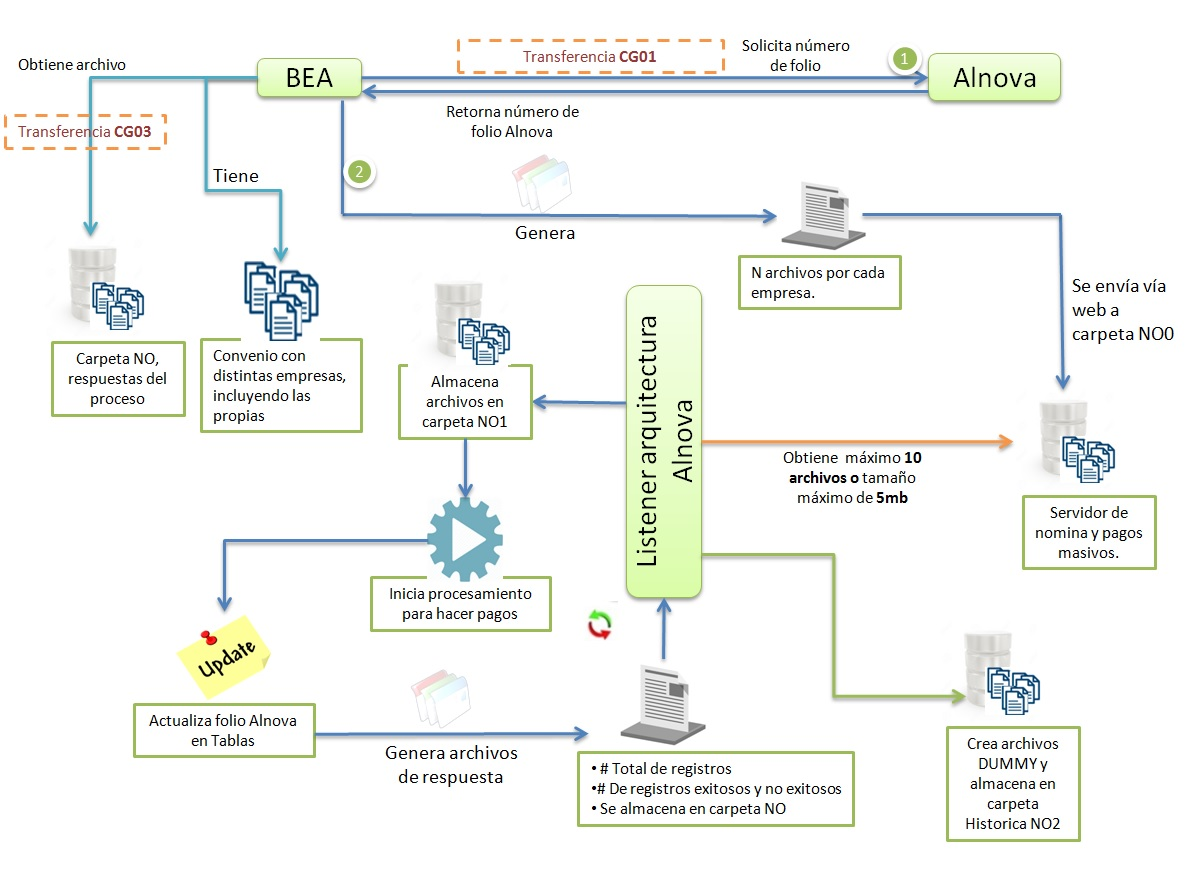 Obtiene archivo
BEA
Transferencia CG01
Solicita número
de folio
1
Alnova
Transferencia CG03
Retorna número de
folio Alnova
2
Tiene
Genera
N archivos por cada
empresa.
Se envía vía
web a
carpeta NO0
Carpeta NO,
respuestas del
proceso
Convenio con
distintas empresas,
incluyendo las
propias
Almacena
archivos en
carpeta NO1
Listener arquitectura
Alnova
Obtiene máximo 10
archivos o tamaño
máximo de 5mb
Servidor de
nomina y pagos
masivos.
Inicia procesamiento
para hacer pagos
Update
Actualiza folio Alnova
en Tablas
Genera archivos
de respuesta
• # Total de registros
•# De registros exitosos y no exitosos
• Se almacena en carpeta NO
Crea archivos
DUMMY y
almacena en
carpeta
Historica NO2